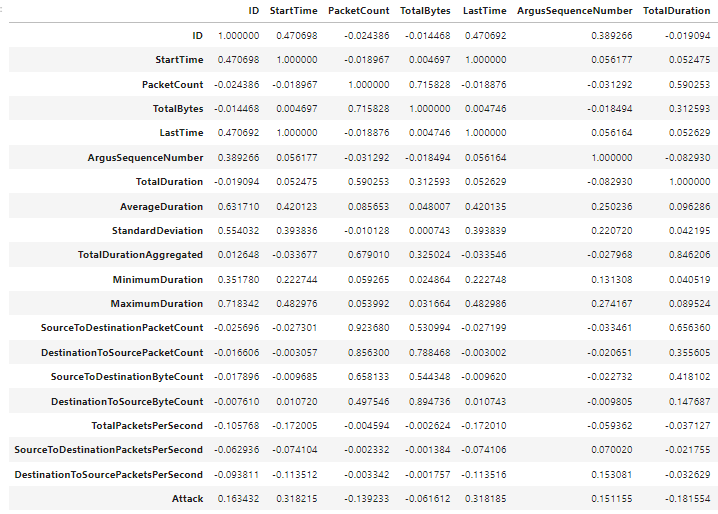 ID StartTime PacketCount TotalBytes LastTime ArgusSequenceNumber TotalDuration
ID 1.000000 0.470698 -0.024386 -0.014468 0.470692 0.389266 -0.019094
StartTime 0.470698 1.000000 -0.018967 0.004697 1.000000 0.056177 0.052475
PacketCount -0.024386 -0.018967 1.000000 0.715828 -0.018876 -0.031292 0.590253
TotalBytes -0.014468 0.004697 0.715828 1.000000 0.004746 -0.018494 0.312593
LastTime 0.470692 1.000000 -0.018876 0.004746 1.000000 0.056164 0.052629
ArgusSequenceNumber 0.389266 0.056177 -0.031292 -0.018494 0.056164 1.000000 -0.082930
TotalDuration -0.019094 0.052475 0.590253 0.312593 0.052629 -0.082930 1.000000
AverageDuration 0.631710 0.420123 0.085653 0.048007 0.420135 0.250236 0.096286
StandardDeviation 0.554032 0.393836 -0.010128 0.000743 0.393839 0.220720 0.042195
TotalDurationAggregated 0.012648 -0.033677 0.679010 0.325024 -0.033546 -0.027968 0.846206
MinimumDuration 0.351780 0.222744 0.059265 0.024864 0.222748 0.131308 0.040519
MaximumDuration 0.718342 0.482976 0.053992 0.031664 0.482986 0.274167 0.089524
SourceToDestinationPacketCount -0.025696 -0.027301 0.923680 0.530994 -0.027199 -0.033461 0.656360
DestinationToSourcePacketCount -0.016606 -0.003057 0.856300 0.788468 -0.003002 -0.020651 0.355605
SourceToDestinationByteCount -0.017896 -0.009685 0.658133 0.544348 -0.009620 -0.022732 0.418102
DestinationToSourceByteCount -0.007610 0.010720 0.497546 0.894736 0.010743 -0.009805 0.147687
TotalPacketsPerSecond -0.105768 -0.172005 -0.004594 -0.002624 -0.172010 -0.059362 -0.037127
SourceToDestinationPacketsPerSecond -0.062936 -0.074104 -0.002332 -0.001384 -0.074106 0.070020 -0.021755
DestinationToSourcePacketsPerSecond -0.093811 -0.113512 -0.003342 -0.001757 -0.113516 0.153081 -0.032629
Attack 0.163432 0.318215 -0.139233 -0.061612 0.318185 0.151155 -0.181554